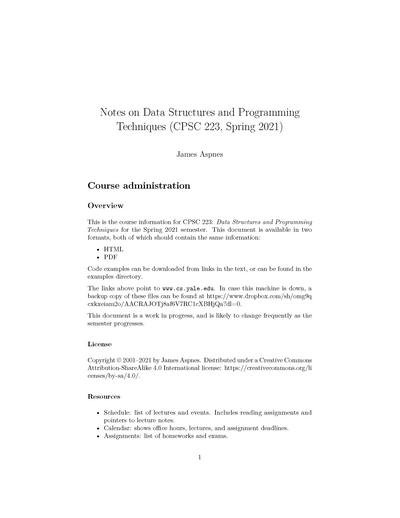 Notes on Data Structures and Programming
Techniques (CPSC 223, Spring 2021)
James Aspnes
Course administration
Overview
This is the course information for CPSC 223: Data Structures and Programming
Techniques for the Spring 2021 semester. This document is available in two
formats, both of which should contain the same information:
• HTML
• PDF
Code examples can be downloaded from links in the text, or can be found in the
examples directory.
The links above point to www.cs.yale.edu. In case this machine is down, a
backup copy of these files can be found at https://www.dropbox.com/sh/omg9q
This document is a work in progress, and is likely to change frequently as the
semester progresses.
License
Copyright © 2001–2021 by James Aspnes. Distributed under a Creative Commons
Attribution-ShareAlike 4.0 International license: https://creativecommons.org/li
censes/by-sa/4.0/.
Resources
• Schedule: list of lectures and events. Includes reading assignments and
pointers to lecture notes.
• Calendar: shows office hours, lectures, and assignment deadlines.
• Assignments: list of homeworks and exams.
1